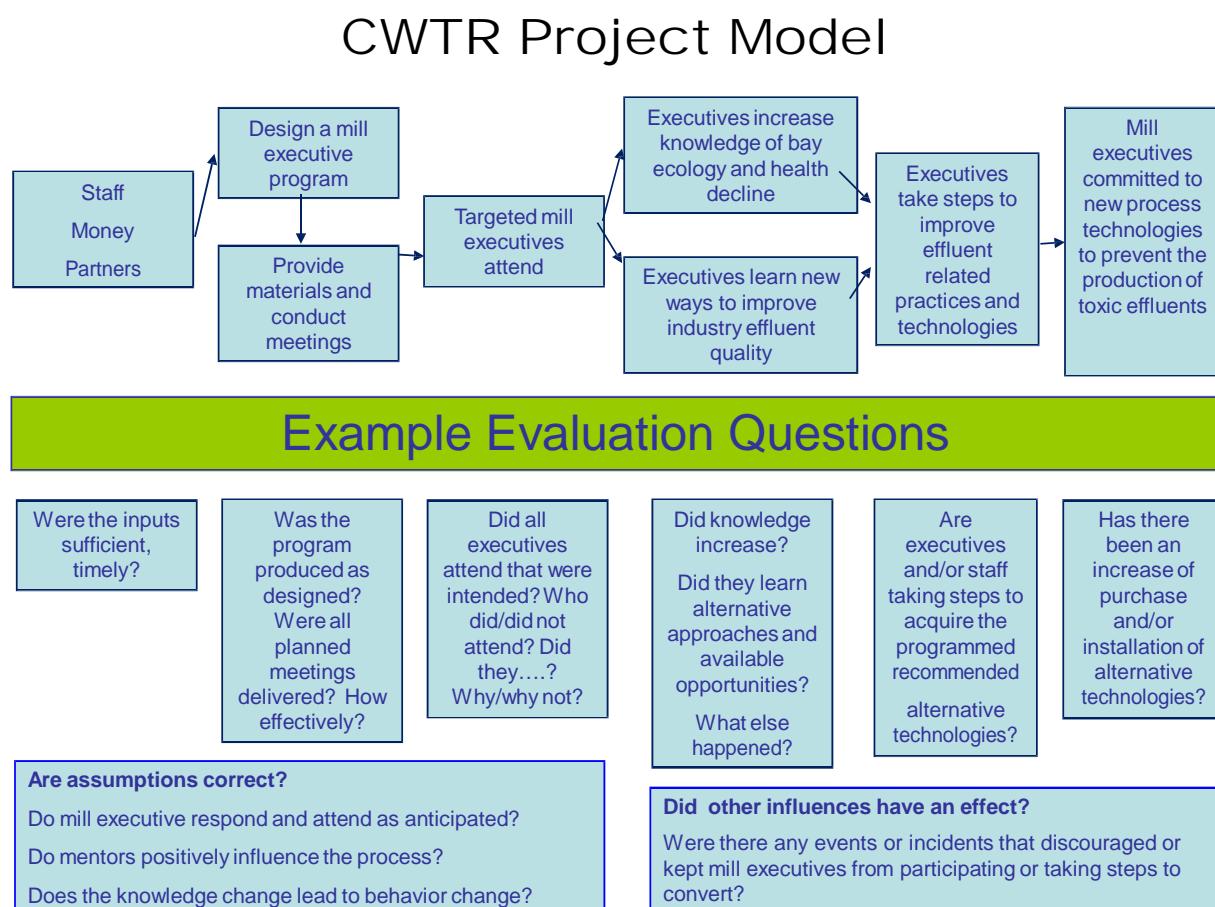 CWTR Project Model
Staff
Money
Partners
Design a mill
executive
program
Provide
materials and
conduct
meetings
Targeted mill
executives
attend
Executives increase
knowledge of bay
ecology and health
decline
Executives learn new
ways to improve
industry effluent
quality
Executives
take steps to
improve
effluent
related
practices and
technologies
Mill
executives
committed to
new process
technologies
to prevent the
production of
toxic effluents
Example Evaluation Questions
Were the inputs
sufficient,
timely?
Was the
program
produced as
designed?
Were all
planned
meetings
delivered? How
effectively?
Did all
executives
attend that were
intended? Who
did/did not
attend? Did
they….?
Why/why not?
Did knowledge
increase?
Did they learn
alternative
approaches and
available
opportunities?
What else
happened?
Are
executives
and/or staff
taking steps to
acquire the
programmed
recommended
alternative
technologies?
Has there
been an
increase of
purchase
and/or
installation of
alternative
technologies?
Are assumptions correct?
Do mill executive respond and attend as anticipated?
Do mentors positively influence the process?
Does the knowledge change lead to behavior change?
Did other influences have an effect?
Were there any events or incidents that discouraged or
kept mill executives from participating or taking steps to
convert?